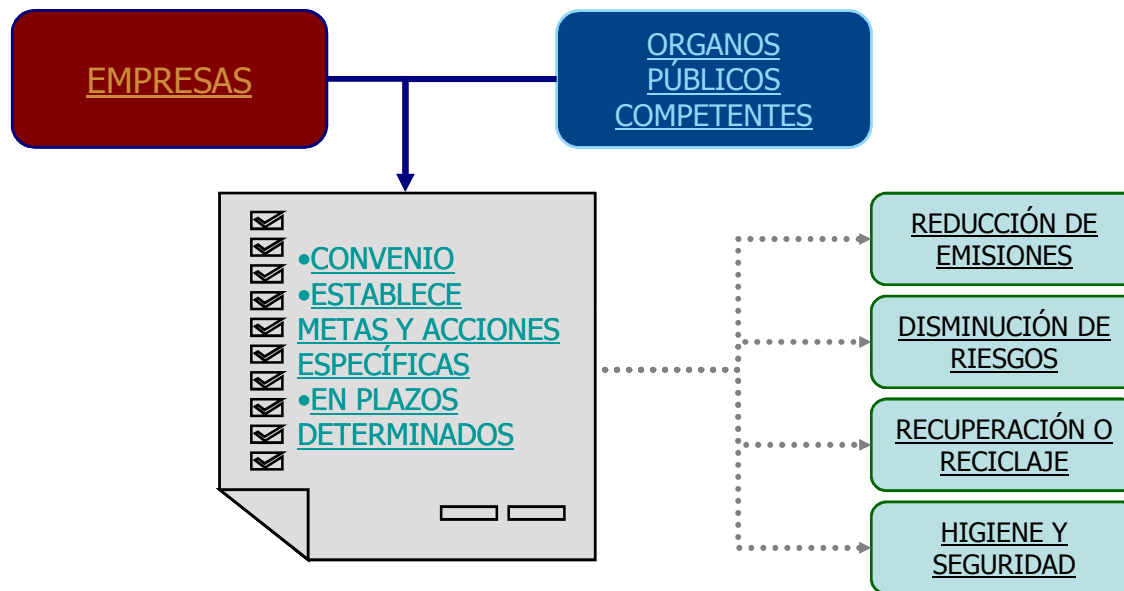 EMPRESAS
ORGANOS
PÚBLICOS
COMPETENTES
•CONVENIO
•ESTABLECE
METAS Y ACCIONES
ESPECÍFICAS
•EN PLAZOS
DETERMINADOS
REDUCCIÓN DE
EMISIONES
DISMINUCIÓN DE
RIESGOS
RECUPERACIÓN O
RECICLAJE
HIGIENE Y
SEGURIDAD